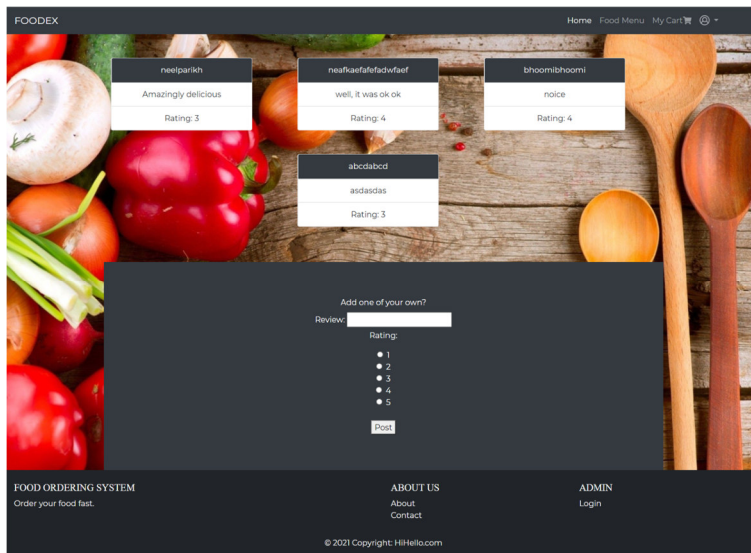 FOODEX
Home Food Menu My Cart
neelparikh
Amazingly delicious
Rating: 3
neafkaefafefadwfaef
well, it was ok ok
Rating: 4
bhoomibhoomi
noice
Rating: 4
abcdabcd
asdasdas
Rating: 3
Add one of your own?
Review:
Rating:
1
2
3
4
5
Post
FOOD ORDERING SYSTEM
Order your food fast.
ABOUT US
About
Contact
ADMIN
Login
© 2021 Copyright: HiHello.com